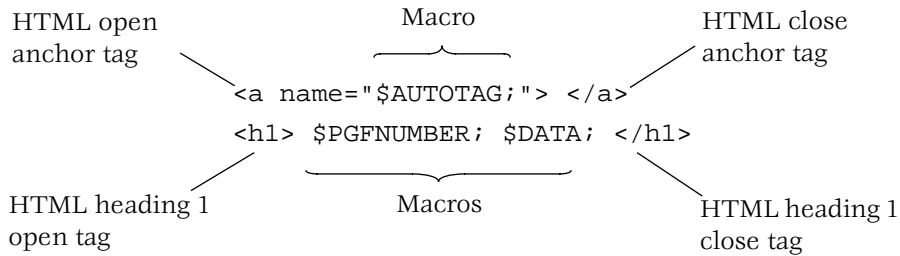 HTML open
anchor tag
Macro
HTML close
anchor tag
<a name="$AUTOTAG;"> </a>
<h1> $PGFNUMBER; $DATA; </h1>
HTML heading 1
open tag
Macros
HTML heading 1
close tag